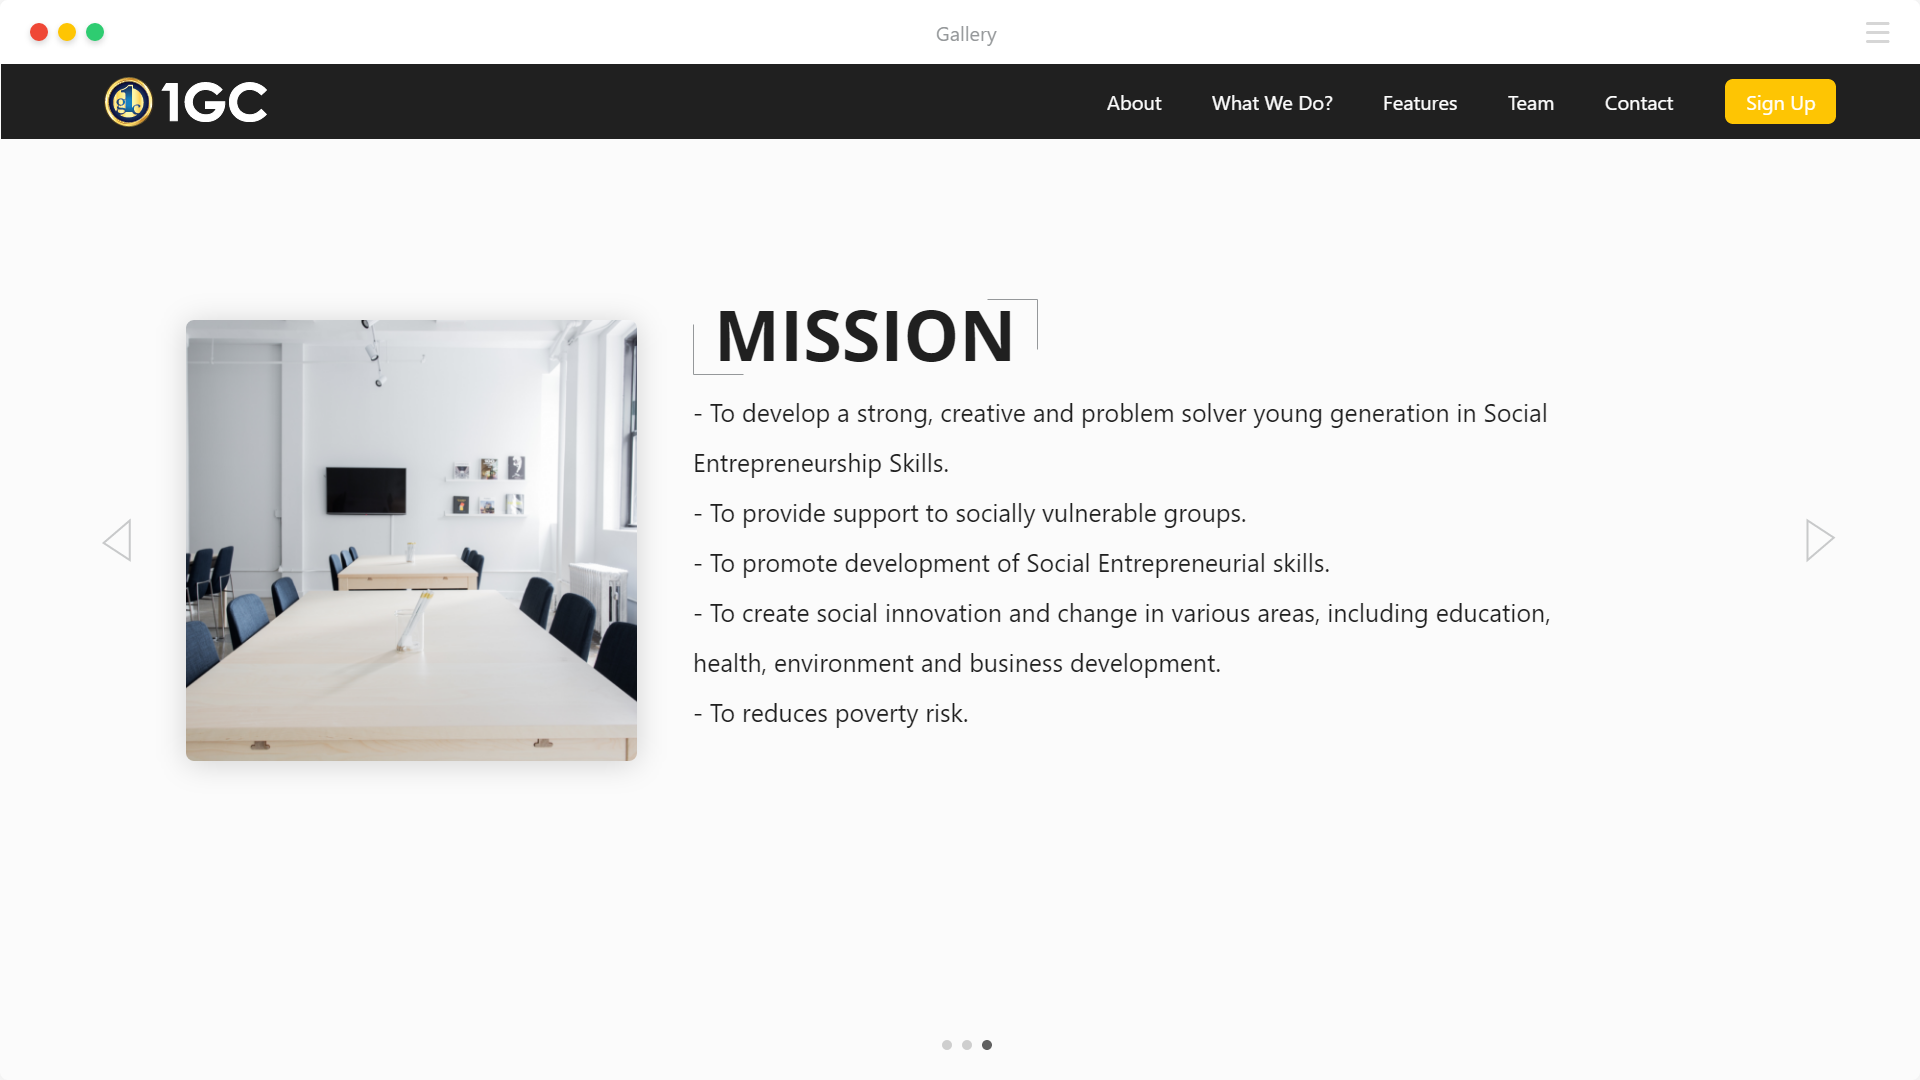 Gallery
1GC
About
What We Do?
Features
Team
Contact
Sign Up
MISSION
- To develop a strong, creative and problem solver young generation in Social
Entrepreneurship Skills.
- To provide support to socially vulnerable groups.
- To promote development of Social Entrepreneurial skills.
- To create social innovation and change in various areas, including education,
health, environment and business development.
- To reduces poverty risk.